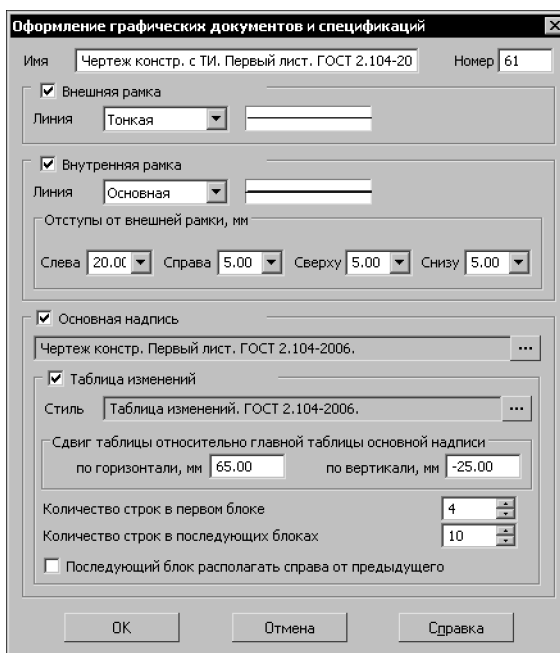 Оформление графических документов и спецификаций
Имя Чертеж констр. с ТИ. Первый лист. ГОСТ 2.104-20 Номер 61
Внешняя рамка
Линия Тонкая
Внутренняя рамка
Линия Основная
Отступы от внешней рамки, мм
Слева 20.00 Справа 5.00 Сверху 5.00 Снизу 5.00
Основная надпись
Чертеж констр. Первый лист. ГОСТ 2.104-2006. ...
Таблица изменений
Стиль Таблица изменений. ГОСТ 2.104-2006. ...
Сдвиг таблицы относительно главной таблицы основной надписи
по горизонтали, мм 65.00 по вертикали, мм -25.00
Количество строк в первом блоке 4
Количество строк в последующих блоках 10
Последующий блок располагать справа от предыдущего
ОК Отмена Справка